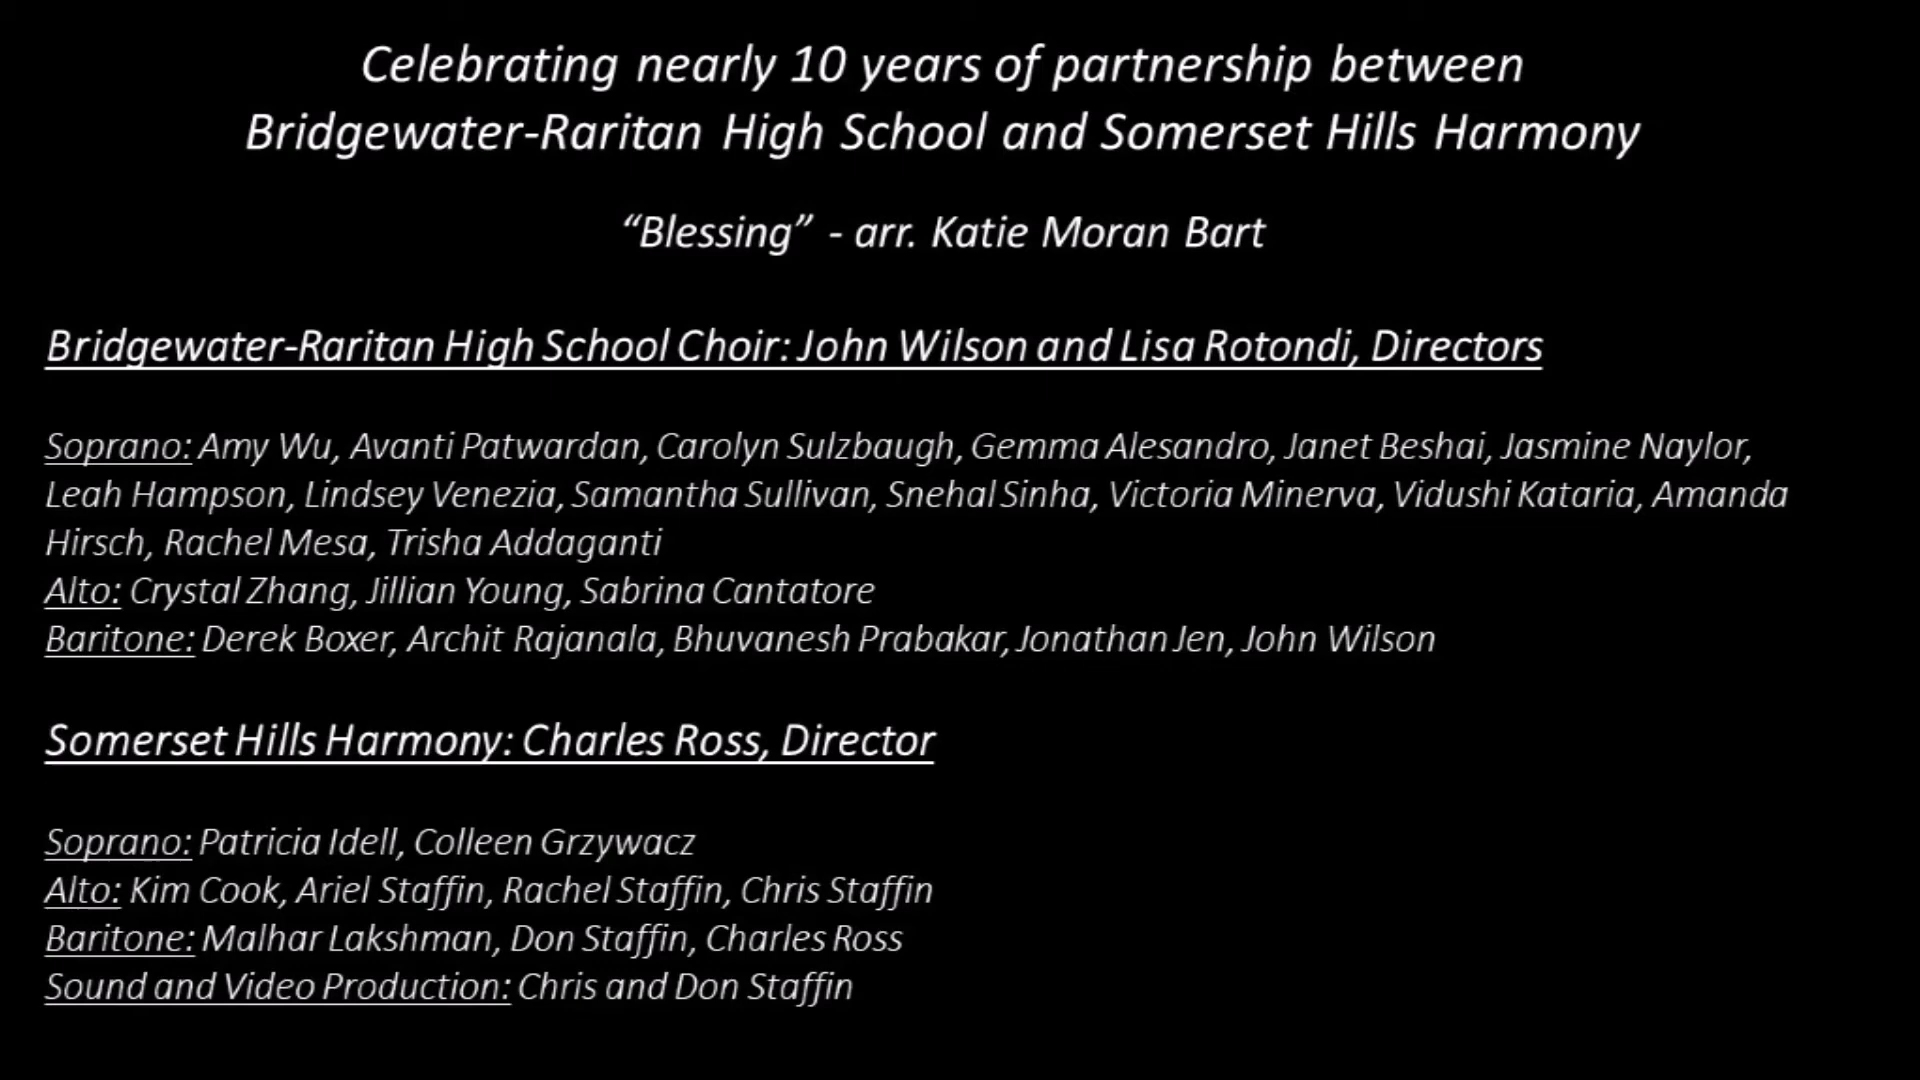 Celebrating nearly 10 years of partnership between
Bridgewater-Raritan High School and Somerset Hills Harmony
“Blessing” - arr. Katie Moran Bart
Bridgewater-Raritan High School Choir: John Wilson and Lisa Rotondi, Directors
Soprano: Amy Wu, Avanti Patwardan, Carolyn Sulzbaugh, Gemma Alesandro, Janet Beshai, Jasmine Naylor,
Leah Hampson, Lindsey Venezia, Samantha Sullivan, Snehal Sinha, Victoria Minerva, Vidushi Kataria, Amanda
Hirsch, Rachel Mesa, Trisha Addaganti
Alto: Crystal Zhang, Jillian Young, Sabrina Cantatore
Baritone: Derek Boxer, Archit Rajanala, Bhuvanesh Prabakar, Jonathan Jen, John Wilson
Somerset Hills Harmony: Charles Ross, Director
Soprano: Patricia Idell, Colleen Grzywacz
Alto: Kim Cook, Ariel Staffin, Rachel Staffin, Chris Staffin
Baritone: Malhar Lakshman, Don Staffin, Charles Ross
Sound and Video Production: Chris and Don Staffin